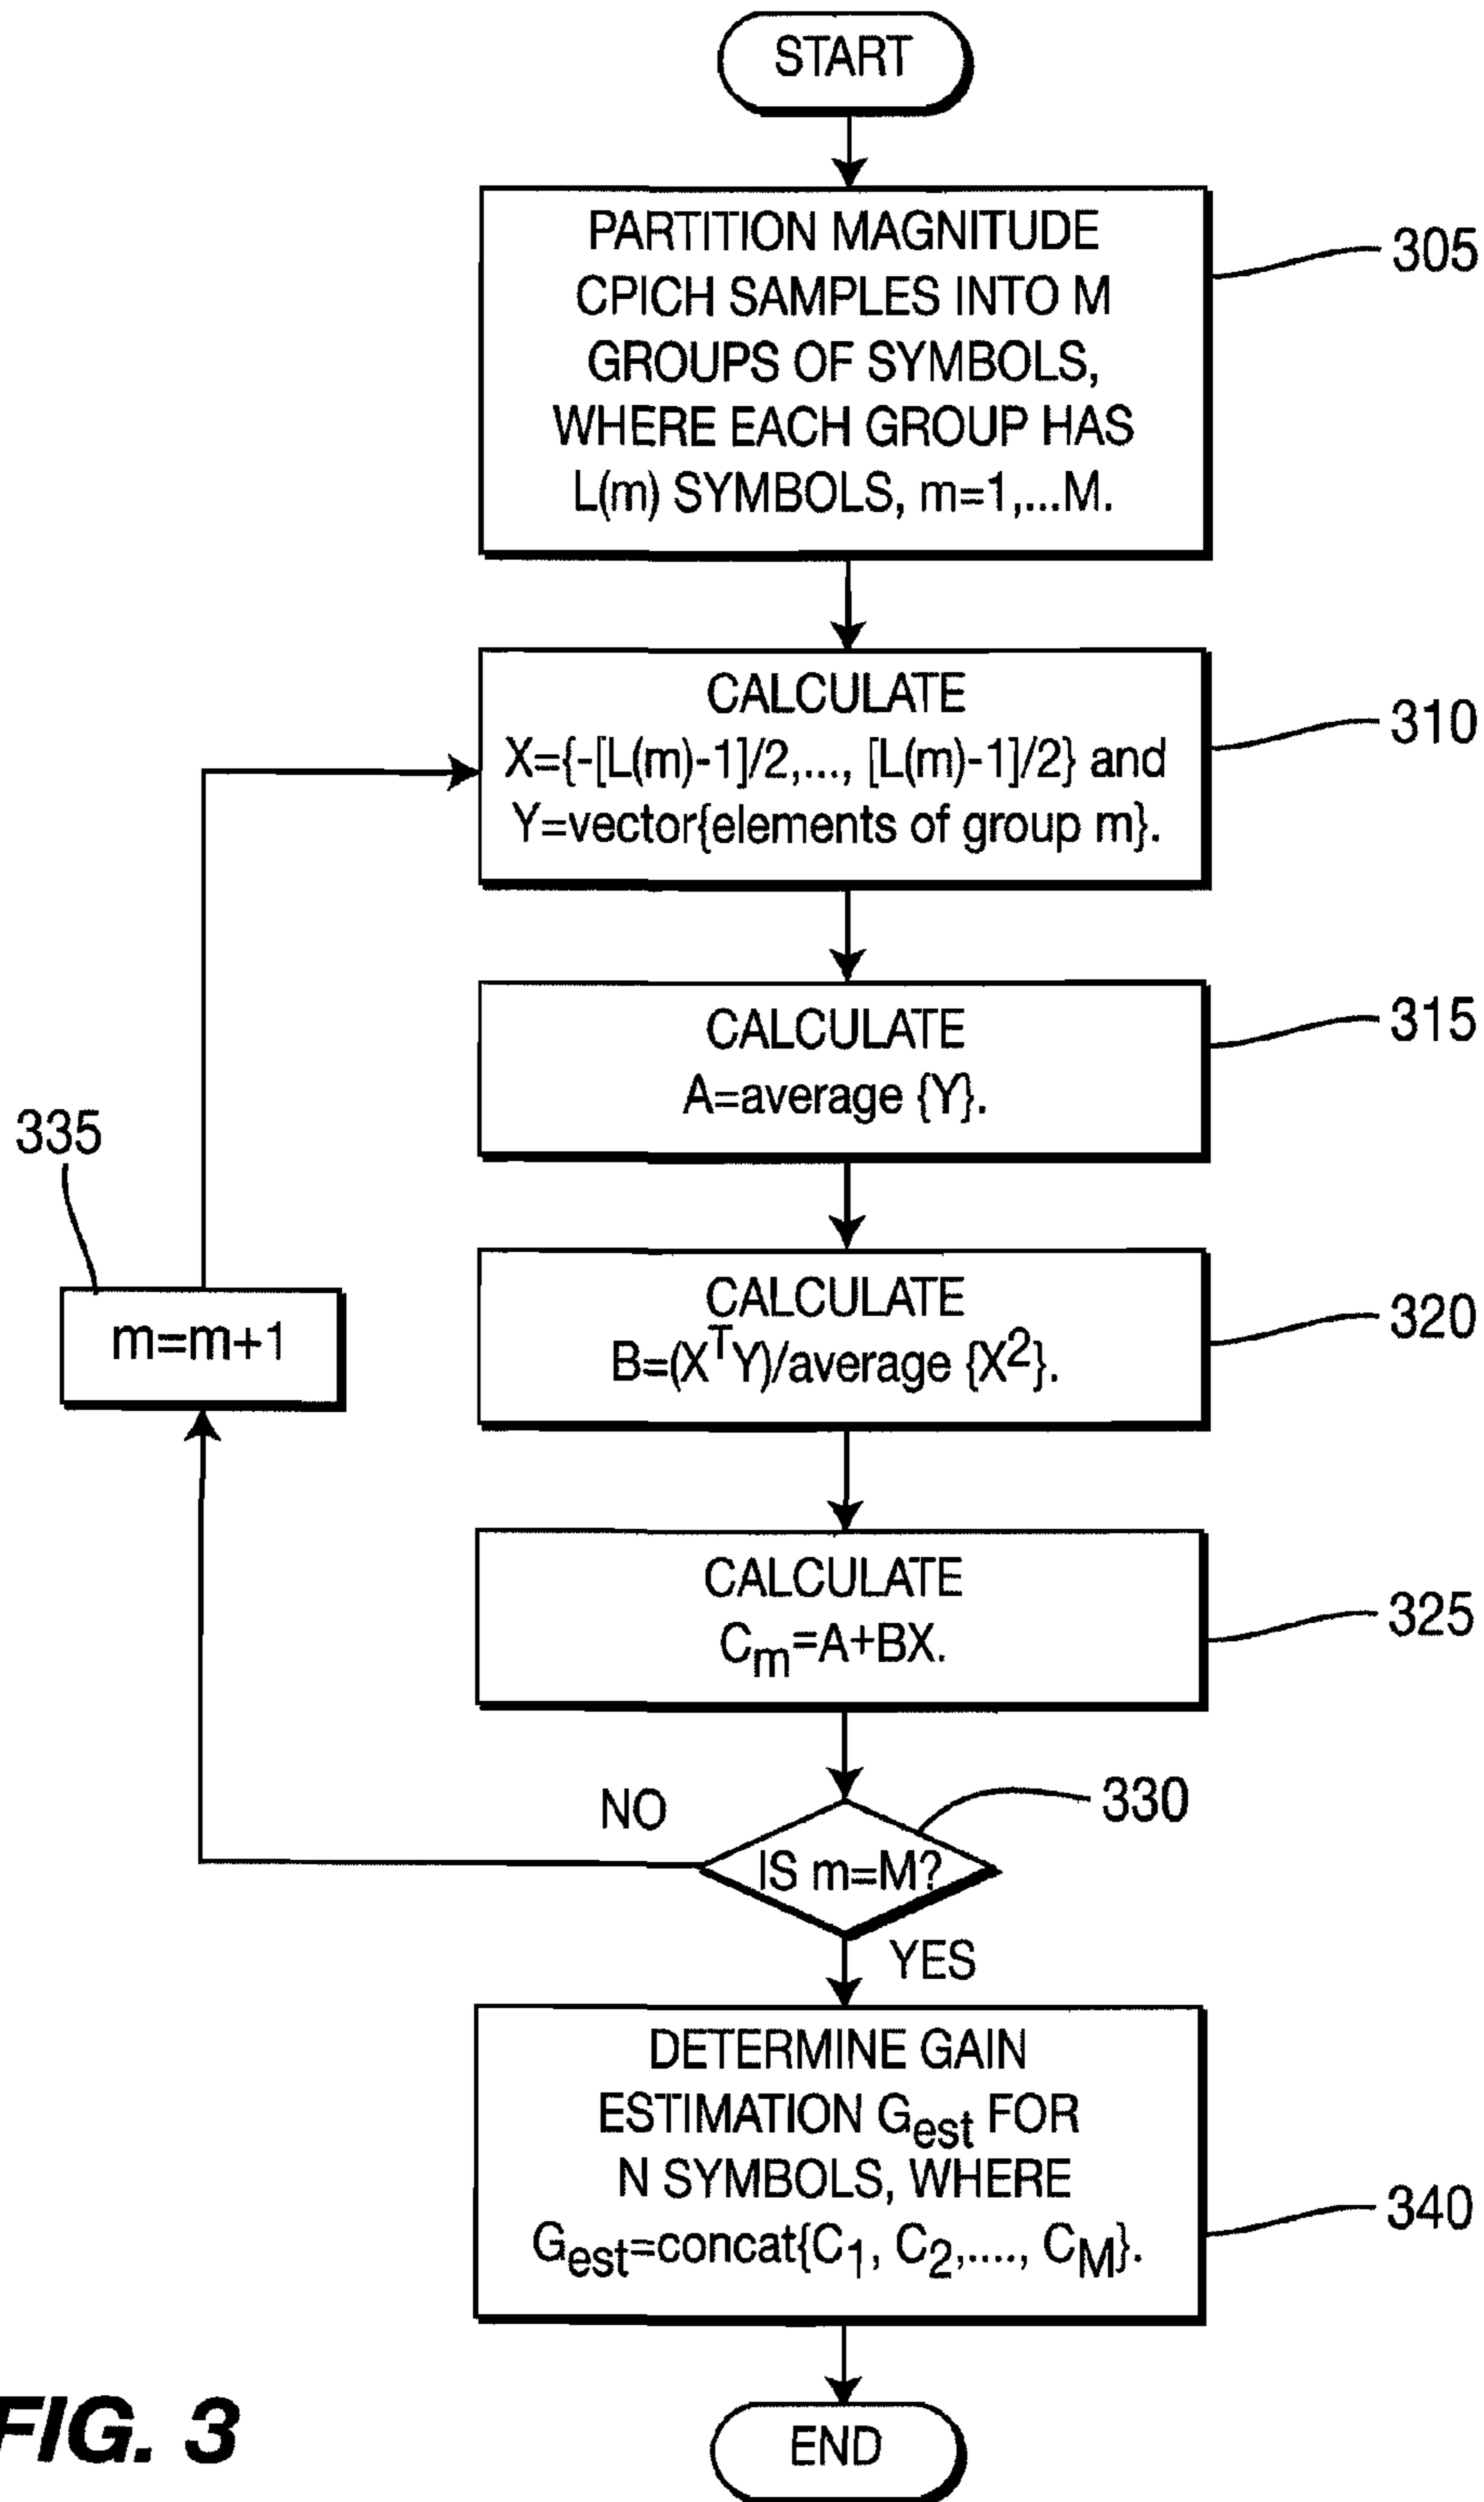 START
PARTITION MAGNITUDE
CPICH SAMPLES INTO M
GROUPS OF SYMBOLS,
WHERE EACH GROUP HAS
L(m) SYMBOLS, m=1,...M.
305
CALCULATE
X={-[L(m)-1]/2,..., [L(m)-1]/2} and
Y=vector{elements of group m}.
310
CALCULATE
A=average {Y}.
315
335
m=m+1
CALCULATE
B=(XᵀY)/average {X²}.
320
CALCULATE
Cₘ=A+BX.
325
NO
330
IS m=M?
YES
DETERMINE GAIN
ESTIMATION Gest FOR
N SYMBOLS, WHERE
Gest=concat{C1, C2,...., CM}.
340
FIG. 3
END